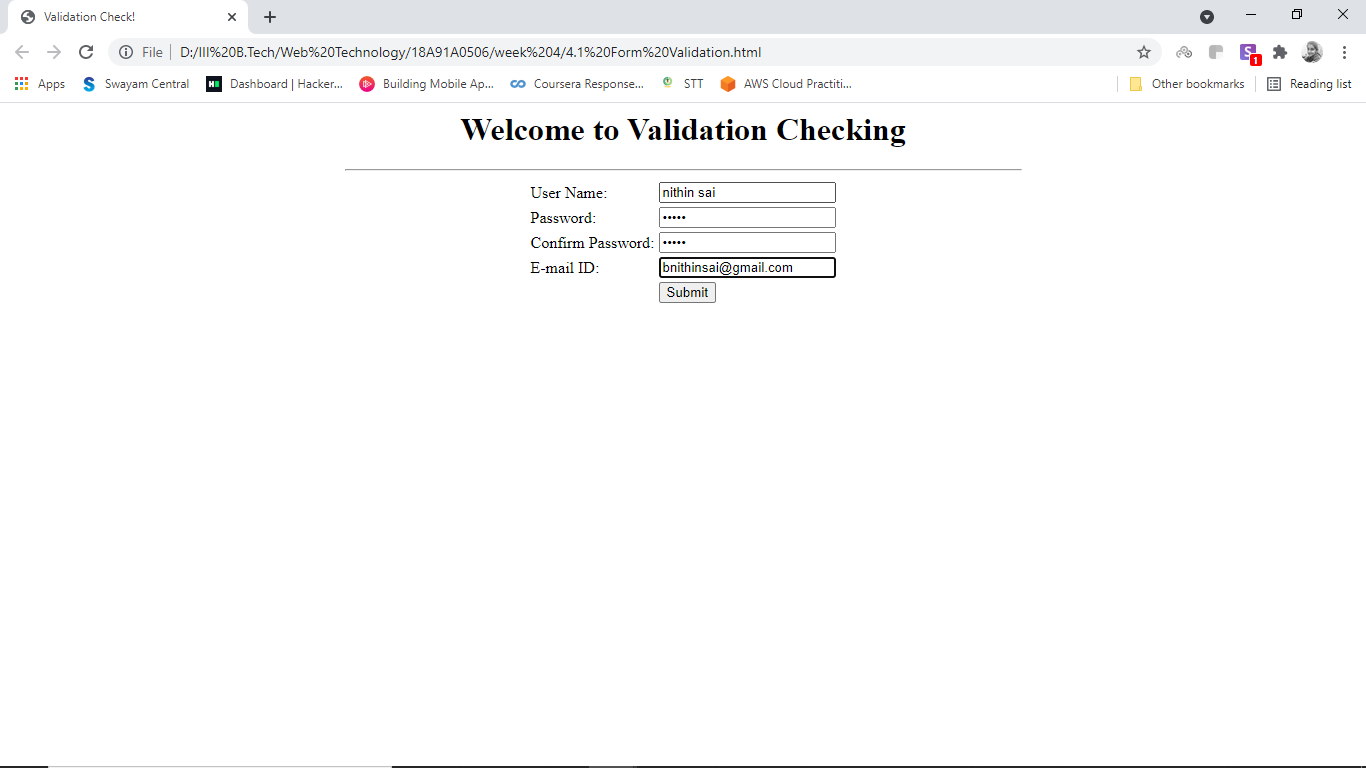 Validation Check!
File D:/III%20B.Tech/Web%20Technology/18A91A0506/week%204/4.1%20Form%20Validation.html
1
Apps Swayam Central Dashboard | Hacker... Building Mobile Ap... Coursera Response... STT AWS Cloud Practiti... Other bookmarks Reading list
Welcome to Validation Checking
User Name: nithin sai
Password: •••••
Confirm Password: •••••
E-mail ID: bnithinsai@gmail.com
Submit